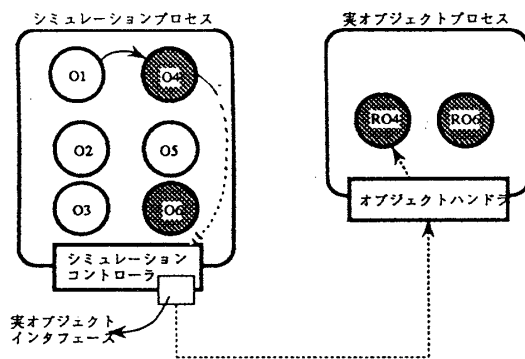 シミュレーションプロセス
実オブジェクトプロセス
O1
O4
RO4
RO6
O2
O5
O3
O6
オブジェクトハンドラ
シミュレーション
コントローラ
実オブジェクト
インタフェース